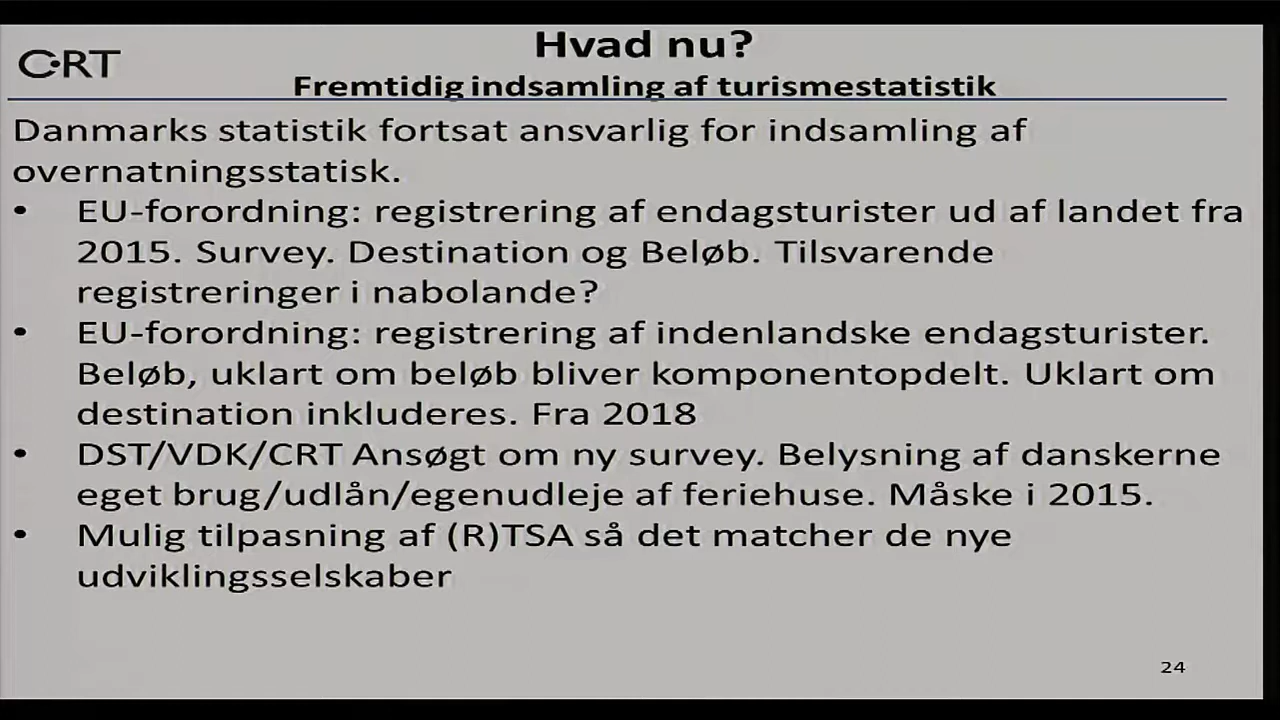 CRT
Hvad nu?
Fremtidig indsamling af turismestatistik
Danmarks statistik fortsat ansvarlig for indsamling af
overnatningsstatisk.
• EU-forordning: registrering af endagsturister ud af landet fra
2015. Survey. Destination og Beløb. Tilsvarende
registreringer i nabolande?
• EU-forordning: registrering af indenlandske endagsturister.
Beløb, uklart om beløb bliver komponentopdelt. Uklart om
destination inkluderes. Fra 2018
• DST/VDK/CRT Ansøgt om ny survey. Belysning af danskerne
eget brug/udlån/egenudleje af feriehuse. Måske i 2015.
• Mulig tilpasning af (R)TSA så det matcher de nye
udviklingsselskaber
24